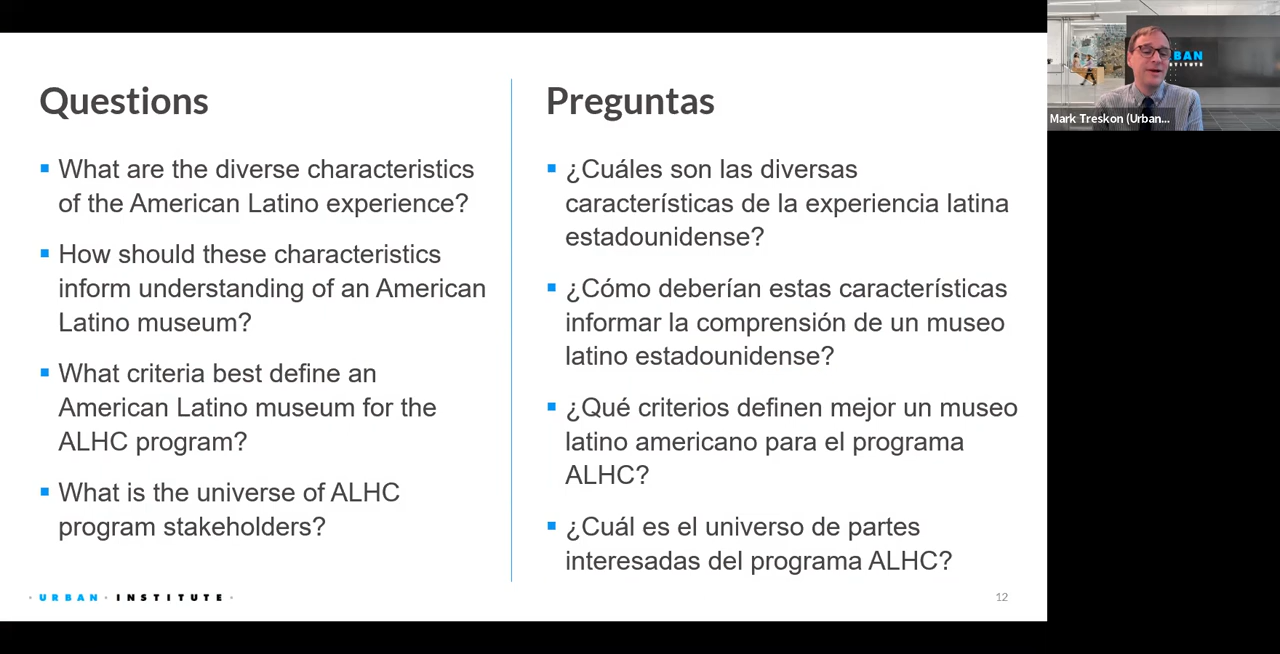 Questions
What are the diverse characteristics
of the American Latino experience?
How should these characteristics
inform understanding of an American
Latino museum?
What criteria best define an
American Latino museum for the
ALHC program?
What is the universe of ALHC
program stakeholders?
Preguntas
¿Cuáles son las diversas
características de la experiencia latina
estadounidense?
¿Cómo deberían estas características
informar la comprensión de un museo
latino estadounidense?
¿Qué criterios definen mejor un museo
latino americano para el programa
ALHC?
¿Cuál es el universo de partes
interesadas del programa ALHC?
· URBAN · INSTITUTE ·
12
BAN
Mark Treskon (Urban...